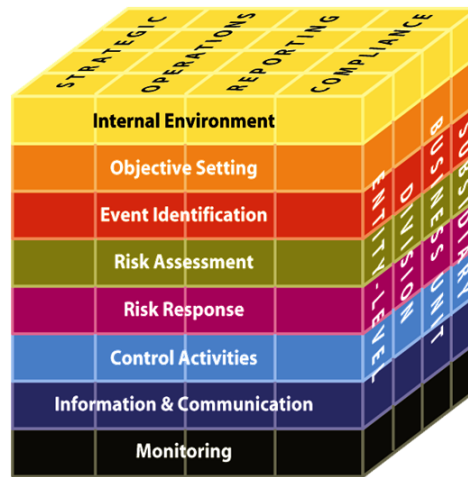 STRATEGIC
OPERATIONS
REPORTING
COMPLIANCE
Internal Environment
Objective Setting
Event Identification
Risk Assessment
Risk Response
Control Activities
Information & Communication
Monitoring
ENTITY-LEVEL
DIVISION
BUSINESS UNIT
SUBSIDIARY